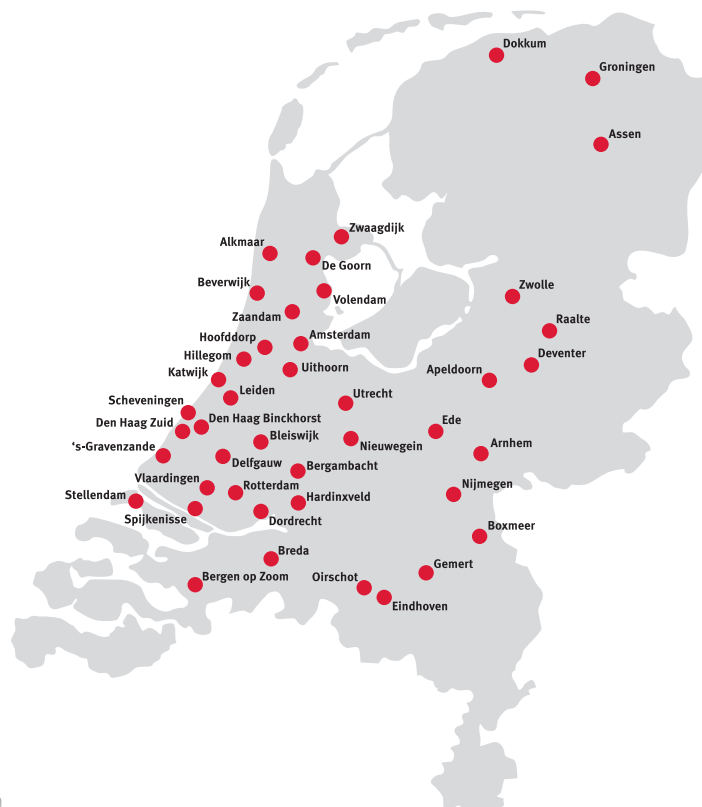 Dokkum
Groningen
Assen
Zwaagdijk
Alkmaar
De Goorn
Beverwijk
Volendam
Zwolle
Zaandam
Raalte
Hoofddorp
Amsterdam
Hillegom
Deventer
Katwijk
Uithoorn
Apeldoorn
Leiden
Utrecht
Scheveningen
Den Haag Zuid
Den Haag Binckhorst
Ede
Bleiswijk
's-Gravenzande
Nieuwegein
Arnhem
Delfgauw
Bergambacht
Vlaardingen
Rotterdam
Nijmegen
Stellendam
Hardinxveld
Spijkenisse
Dordrecht
Boxmeer
Breda
Gemert
Bergen op Zoom
Oirschot
Eindhoven